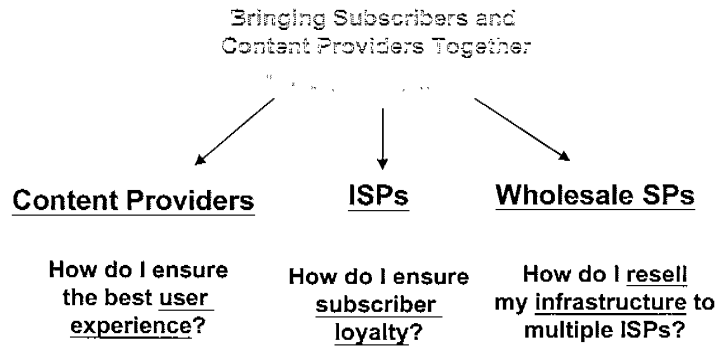 Bringing Subscribers and
Content Providers Together
Content Providers
ISPs
Wholesale SPs
How do I ensure
the best user
experience?
How do I ensure
subscriber
loyalty?
How do I resell
my infrastructure to
multiple ISPs?